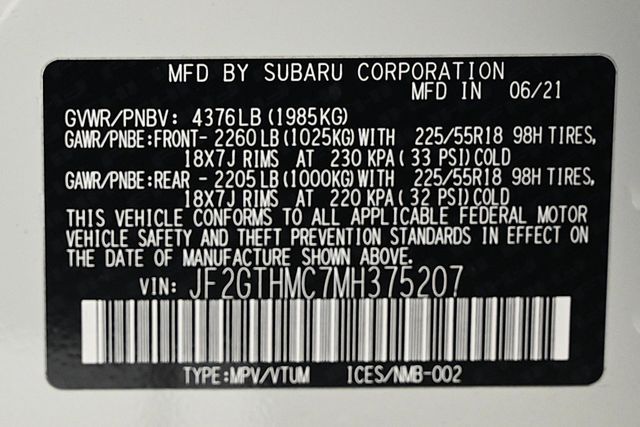 MFD BY SUBARU CORPORATION
MFD IN 06/21
GVWR/PNBV: 4376LB (1985KG)
GAWR/PNBE:FRONT- 2260LB (1025KG)WITH 225/55R18 98H TIRES,
18X7J RIMS AT 230 KPA( 33 PSI)COLD
GAWR/PNBE:REAR - 2205LB (1000KG)WITH 225/55R18 98H TIRES,
18X7J RIMS AT 220 KPA( 32 PSI)COLD
THIS VEHICLE CONFORMS TO ALL APPLICABLE FEDERAL MOTOR
VEHICLE SAFETY AND THEFT PREVENTION STANDARDS IN EFFECT ON
THE DATE OF MANUFACTURE SHOWN ABOVE.
VIN: JF2GTHMC7MH375207
TYPE:MPV/VTUM ICES/NMB-002